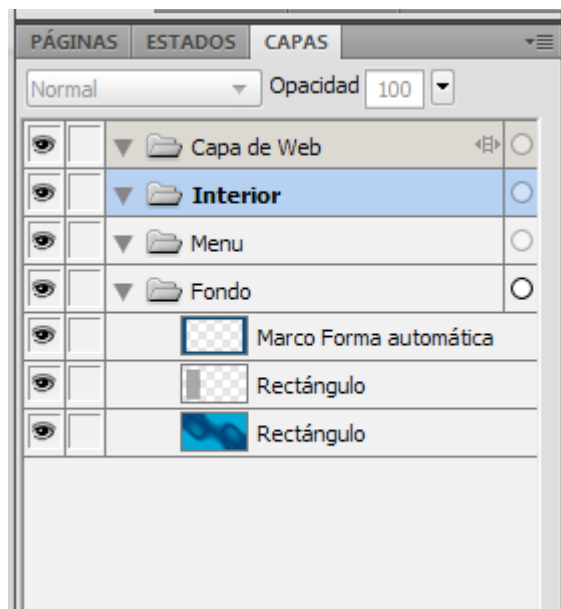 PÁGINAS ESTADOS CAPAS
Normal Opacidad 100
Capa de Web
Interior
Menu
Fondo
Marco Forma automática
Rectángulo
Rectángulo